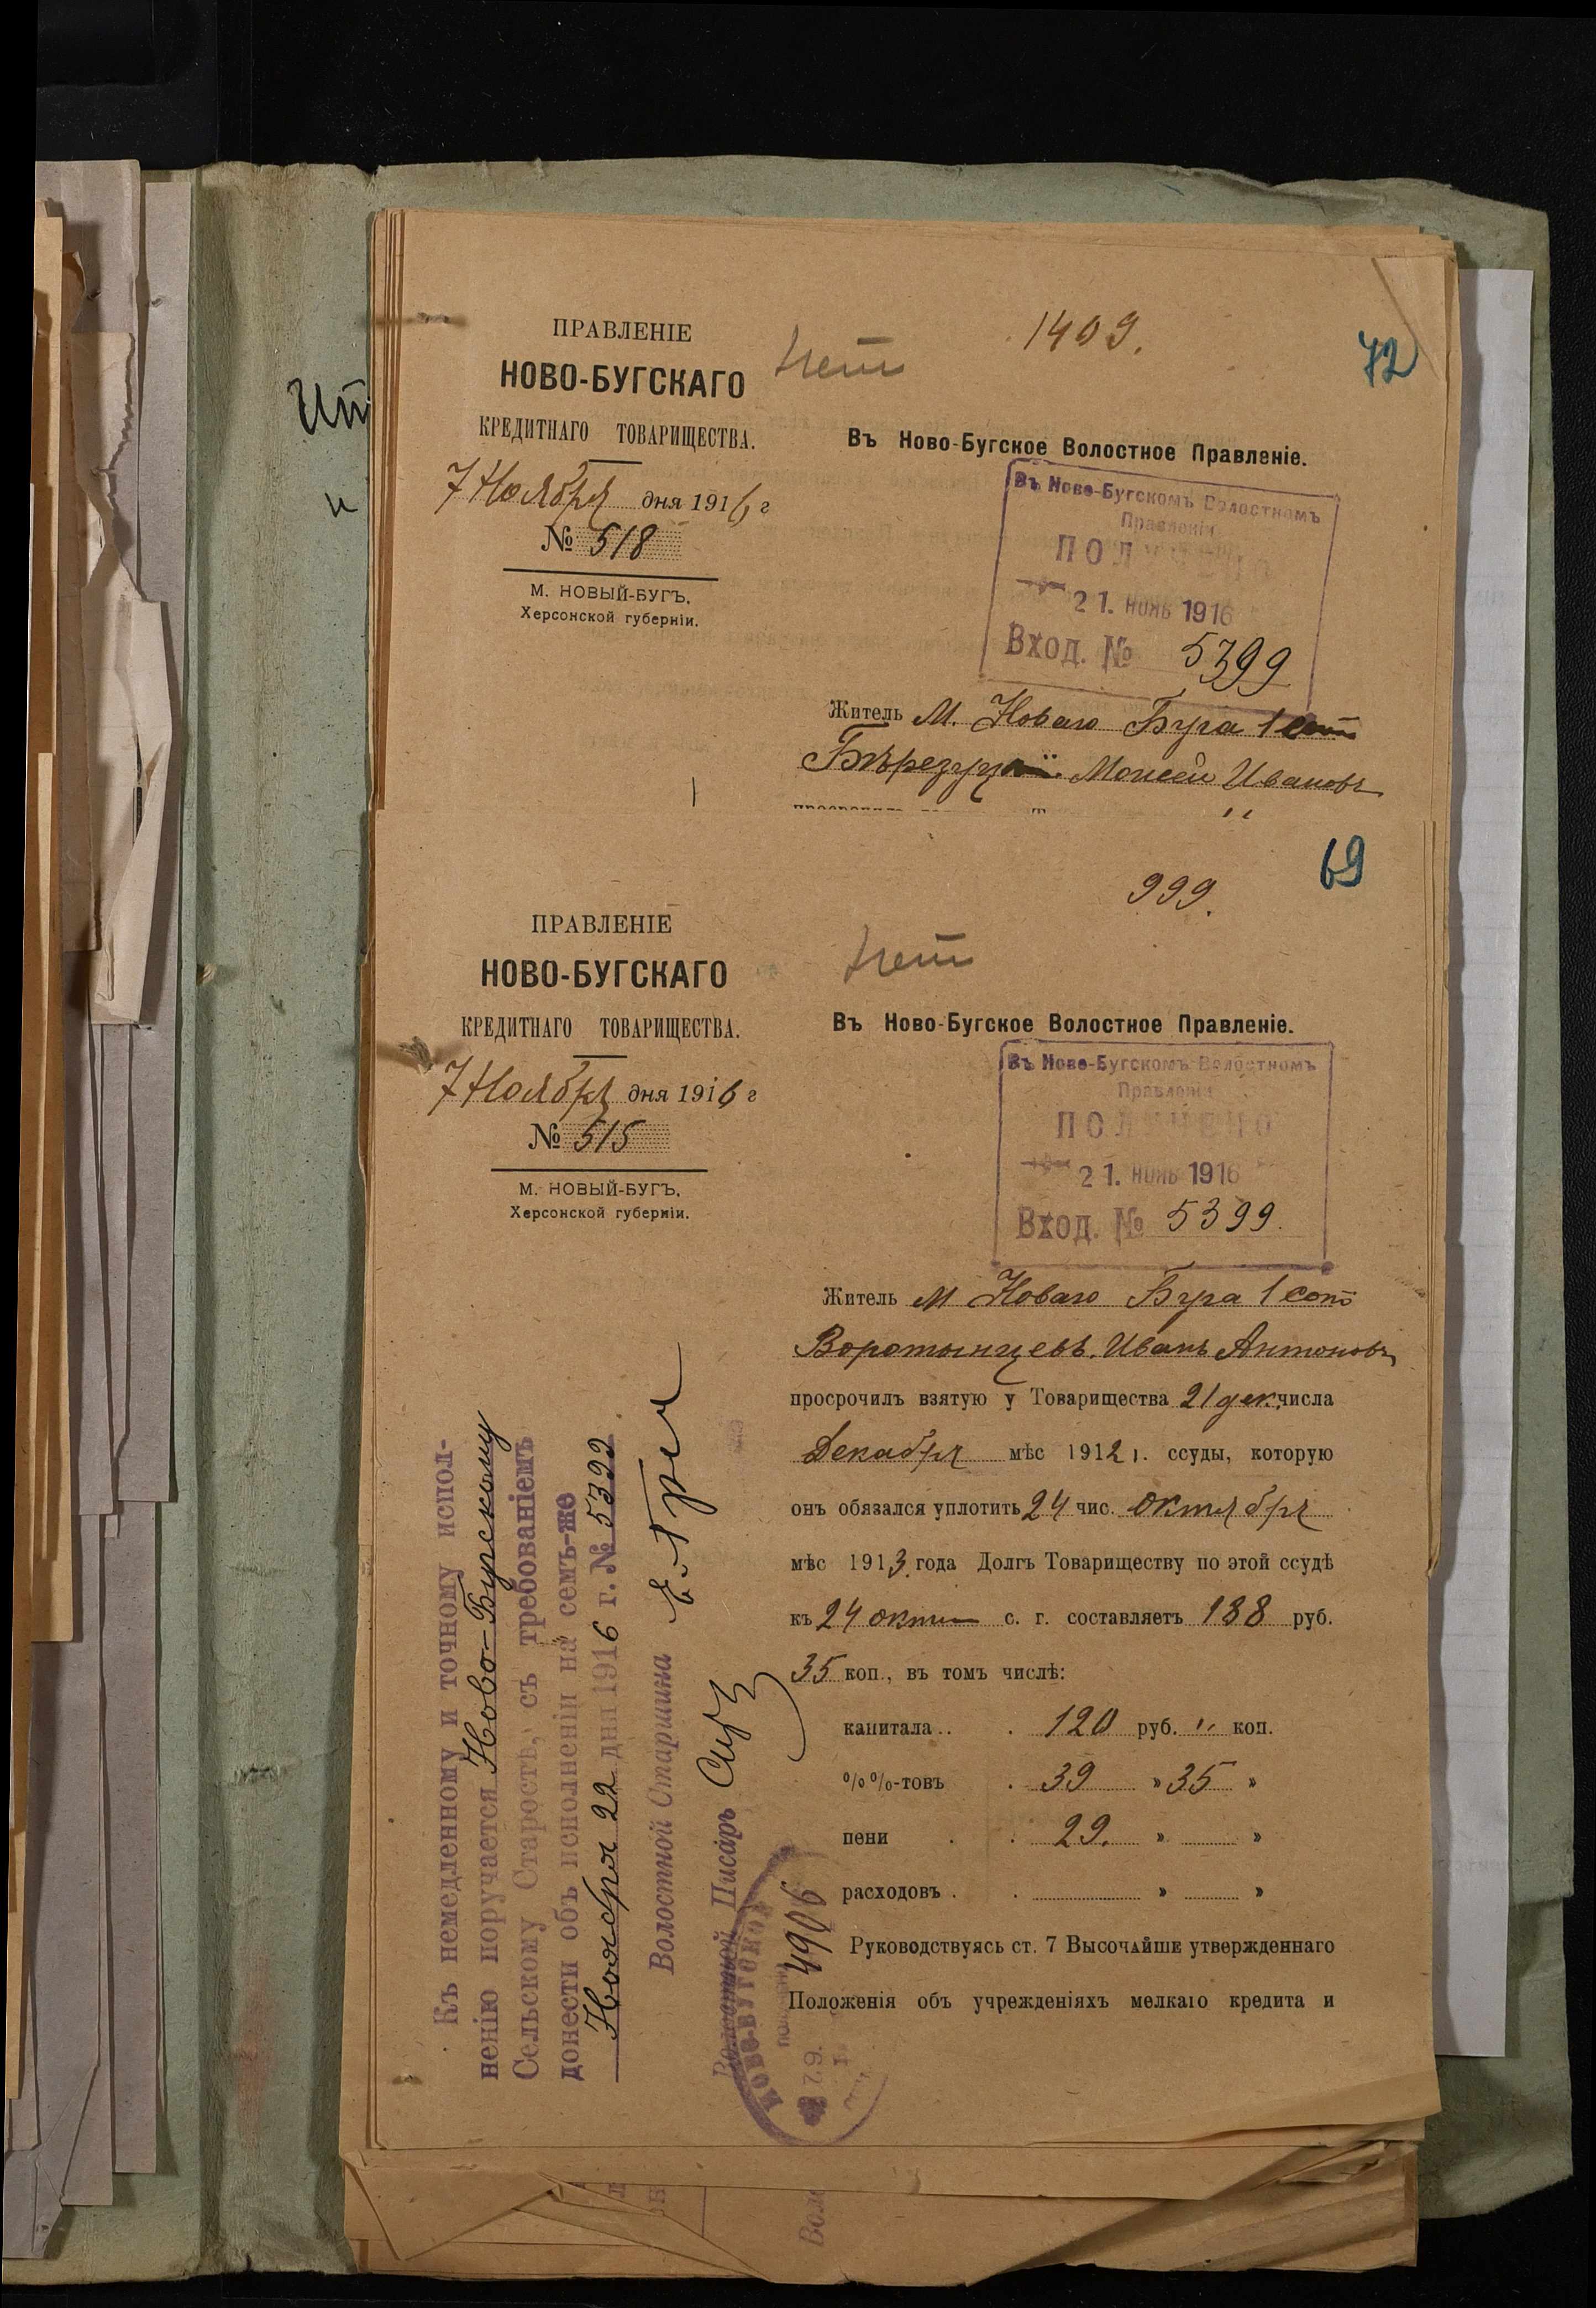 ПРАВЛЕНІЕ
НОВО-БУГСКАГО
КРЕДИТНАГО ТОВАРИЩЕСТВА.
7 Ноября дня 1916 г
№ 518
М. НОВЫЙ-БУГЪ,
Херсонской губерніи.
нет
1409.
72
Въ Ново-Бугское Волостное Правленіе.
Въ Ново-Бугскомъ Волостномъ
Правленіи
ПОЛУЧЕНО
21. НОЯБ 1916
Вход. № 5399
Житель М. Новаго Буга 1 сот
Моисей Ивановъ
69
999.
ПРАВЛЕНІЕ
НОВО-БУГСКАГО
КРЕДИТНАГО ТОВАРИЩЕСТВА.
7 Ноября дня 1916 г
№ 515
М. НОВЫЙ-БУГЪ,
Херсонской губерніи.
нет
Въ Ново-Бугское Волостное Правленіе.
Въ Ново-Бугскомъ Волостномъ
Правленіи
ПОЛУЧЕНО
21. НОЯБ 1916
Вход. № 5399.
Житель М Новаго Буга 1 сот
Воротынцевъ. Иванъ Антоновъ
просрочилъ взятую у Товарищества 21 дек. числа
Декабря мѣс 1912 г. ссуды, которую
онъ обязался уплотить 24 чис. октября
мѣс 1913 года Долгъ Товариществу по этой ссудѣ
къ 24 окт с. г. составляетъ 188 руб.
35 коп., въ томъ числѣ:
капитала . . . 120 руб. " коп.
%%-товъ . 39 » 35 »
пени . . 29. » »
расходовъ . . » »
Руководствуясь ст. 7 Высочайше утвержденнаго
Положенія объ учрежденіяхъ мелкаго кредита и
Къ немедленному и точному испол-
ненію поручается Ново-Бугскому
Сельскому Старостѣ, съ требованіемъ
донести объ исполненіи на семъ-же
Ноября 22 дня 1916 г. № 5399
Волостной Старшина
Волостной Писарь
4906